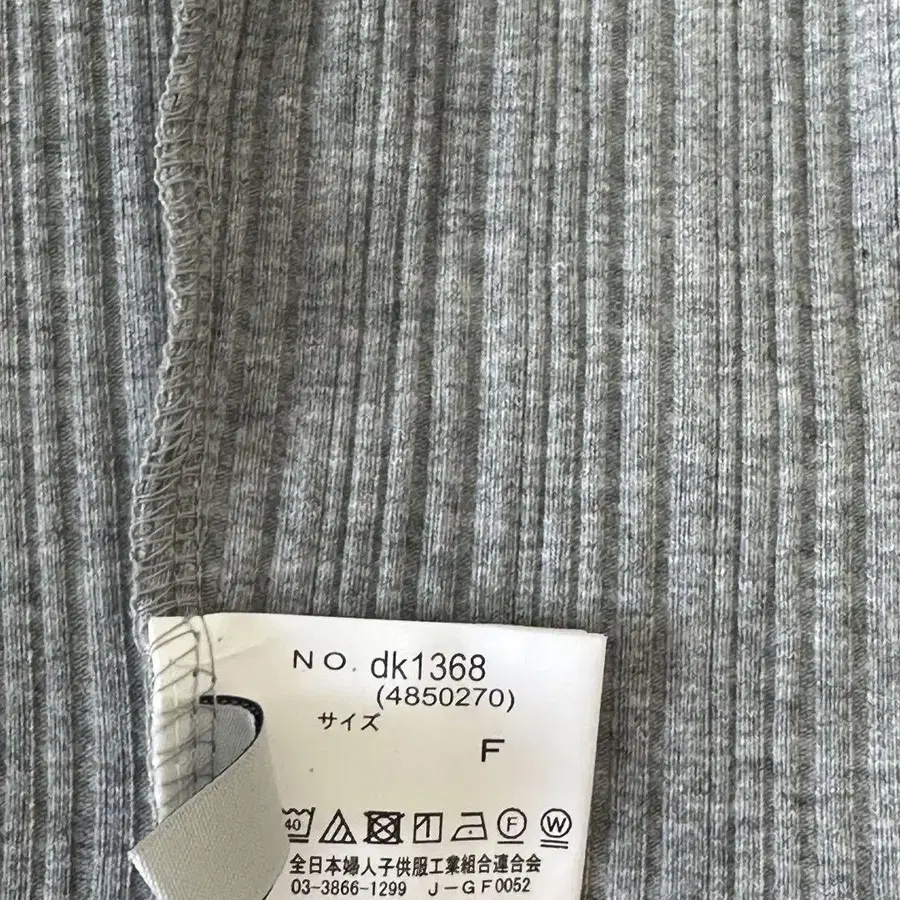 NO. dk1368
(4850270)
サイズ
F
40 F W
全日本婦人子供服工業組合連合会
03-3866-1299 J-GF0052